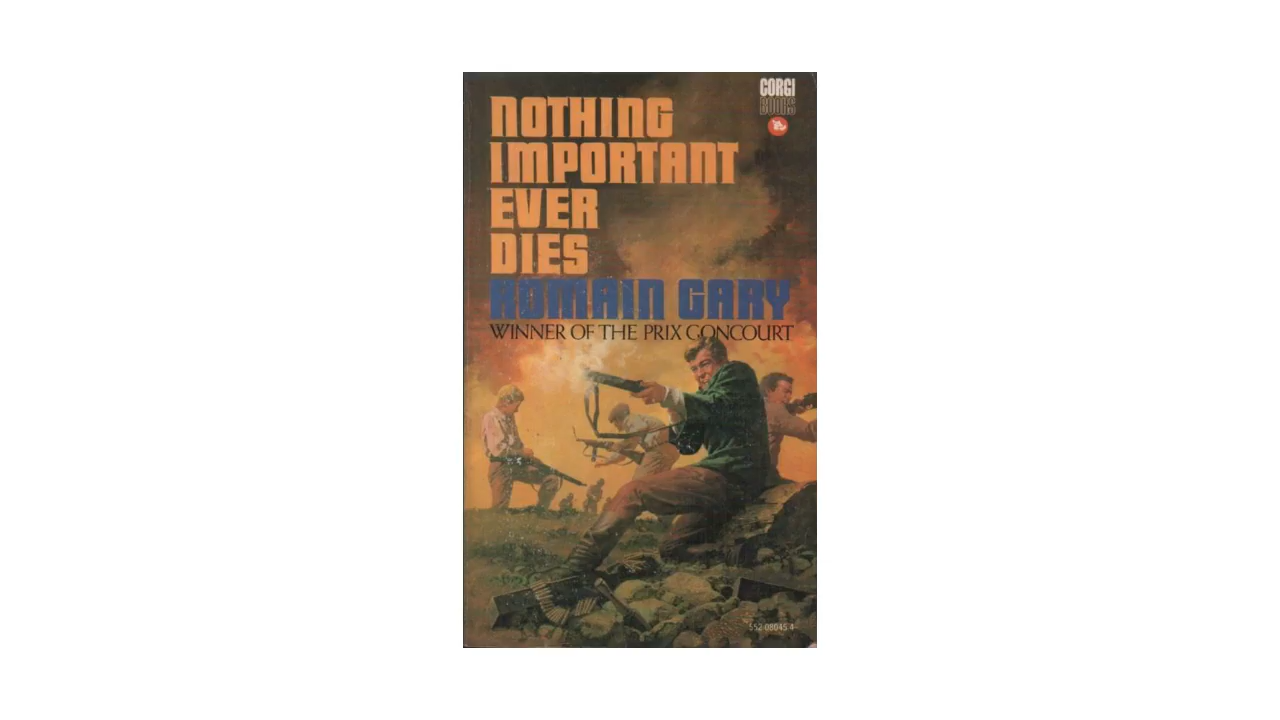 CORGI
BOOKS
NOTHING
IMPORTANT
EVER
DIES
ROMAIN GARY
WINNER OF THE PRIX GONCOURT
552 08045 4